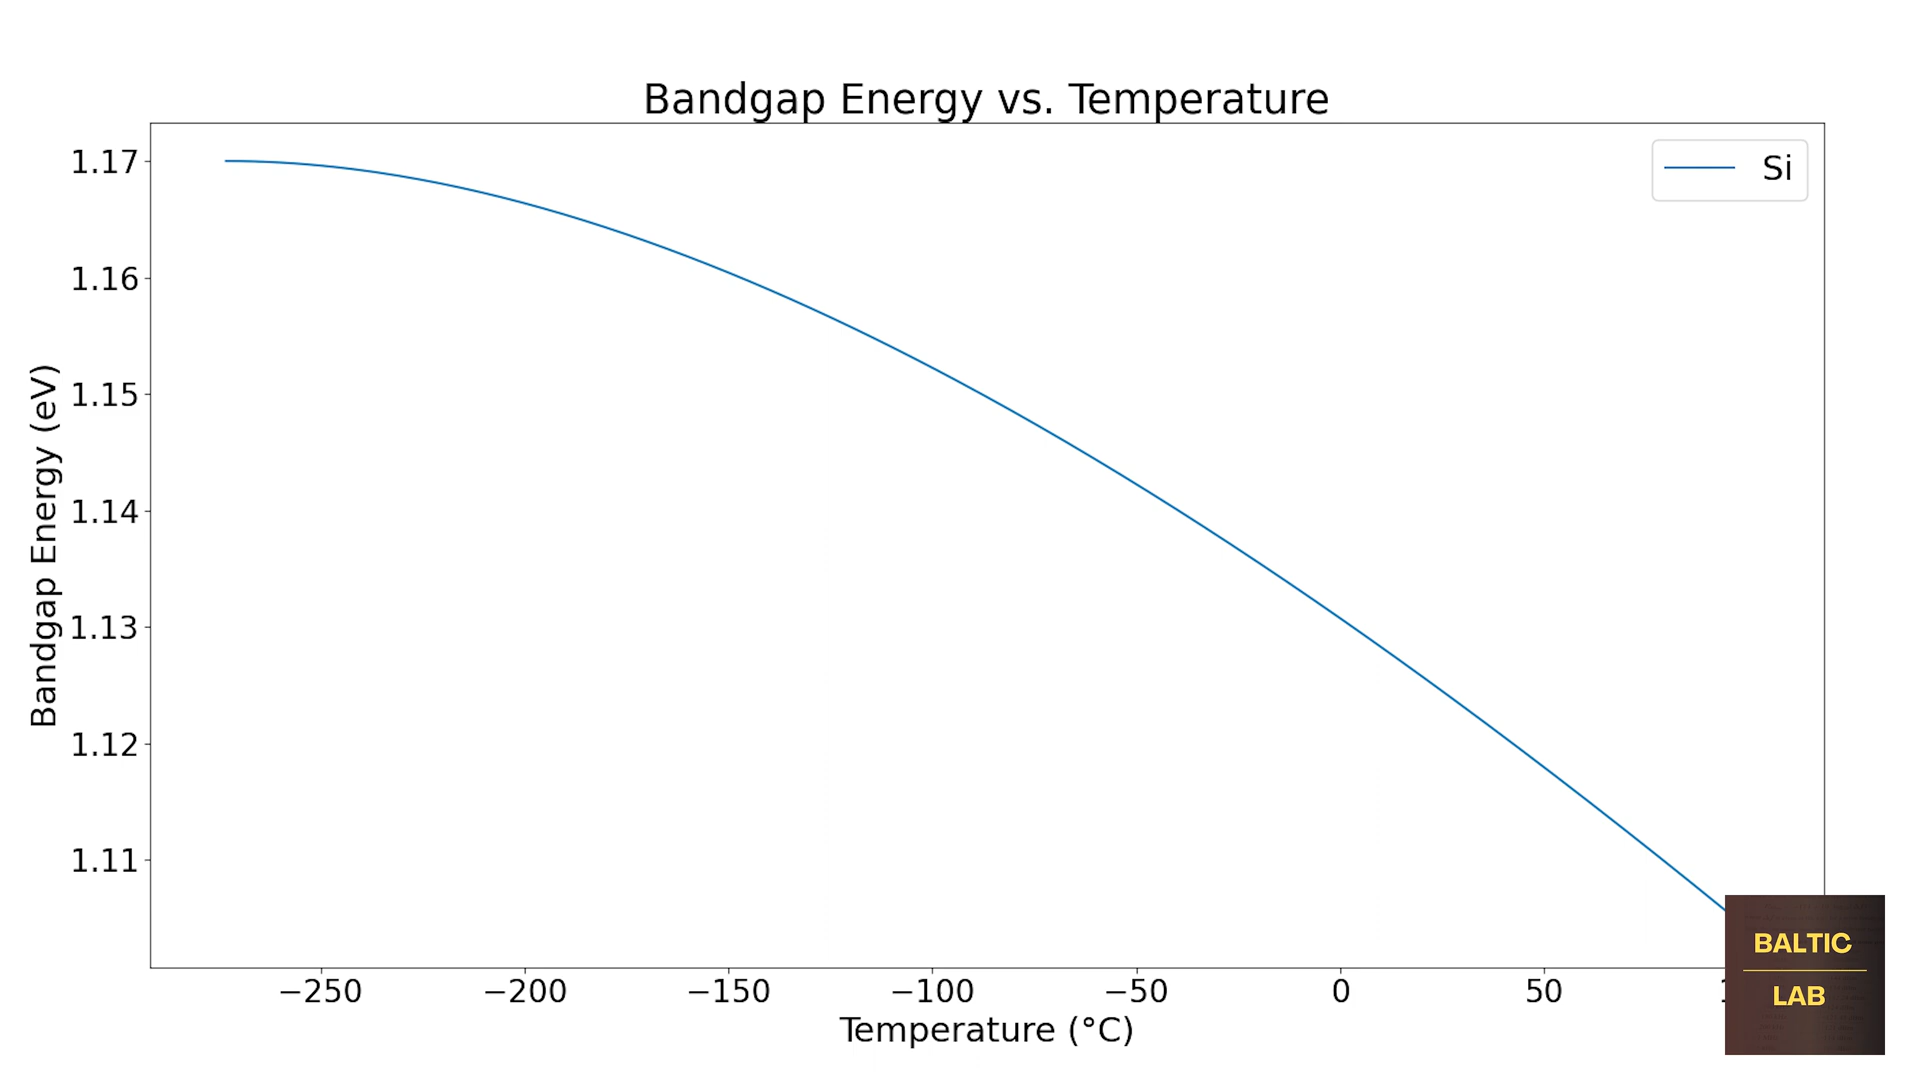 Bandgap Energy vs. Temperature
Si
Bandgap Energy (eV)
1.17
1.16
1.15
1.14
1.13
1.12
1.11
−250 −200 −150 −100 −50 0 50
Temperature (°C)
BALTIC
LAB